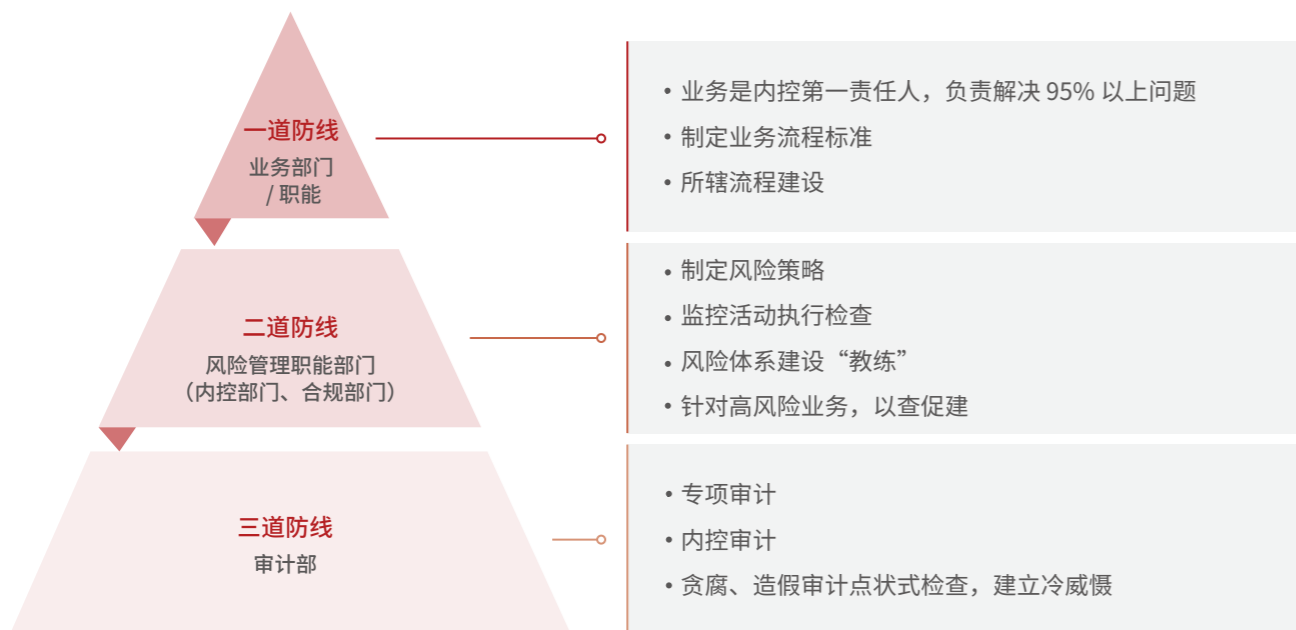 一道防线
业务部门
/ 职能
• 业务是内控第一责任人，负责解决 95% 以上问题
• 制定业务流程标准
• 所辖流程建设
二道防线
风险管理职能部门
（内控部门、合规部门）
• 制定风险策略
• 监控活动执行检查
• 风险体系建设“教练”
• 针对高风险业务，以查促建
三道防线
审计部
• 专项审计
• 内控审计
• 贪腐、造假审计点状式检查，建立冷威慑